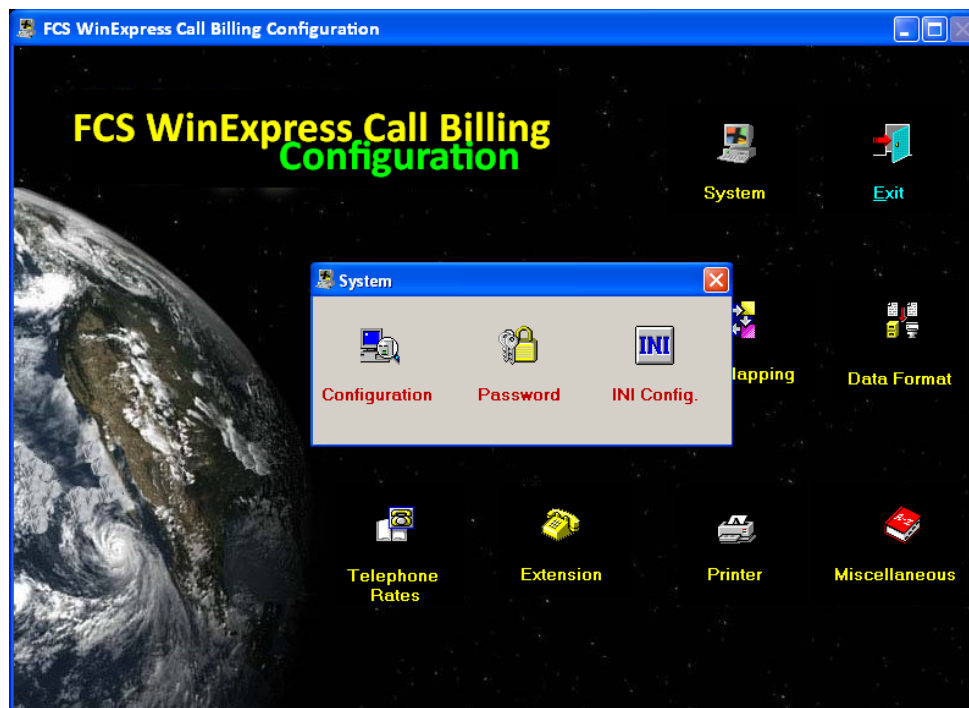 FCS WinExpress Call Billing Configuration
FCS WinExpress Call Billing
Configuration
System
Exit
System
Configuration
Password
INI
INI Config.
Data Format
Telephone
Rates
Extension
Printer
Miscellaneous